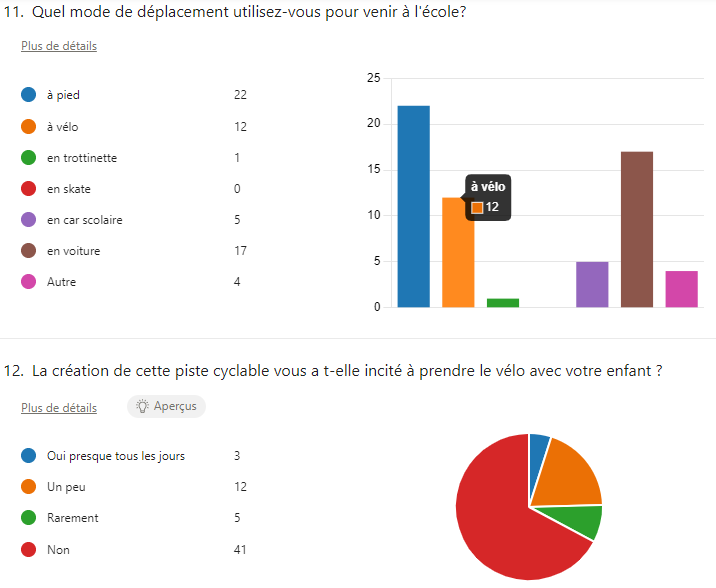 11. Quel mode de déplacement utilisez-vous pour venir à l'école?
Plus de détails
à pied 22
à vélo 12
en trottinette 1
en skate 0
en car scolaire 5
en voiture 17
Autre 4
25
20
15
10
5
0
à vélo
12
12. La création de cette piste cyclable vous a t-elle incité à prendre le vélo avec votre enfant ?
Plus de détails
Aperçus
Oui presque tous les jours 3
Un peu 12
Rarement 5
Non 41